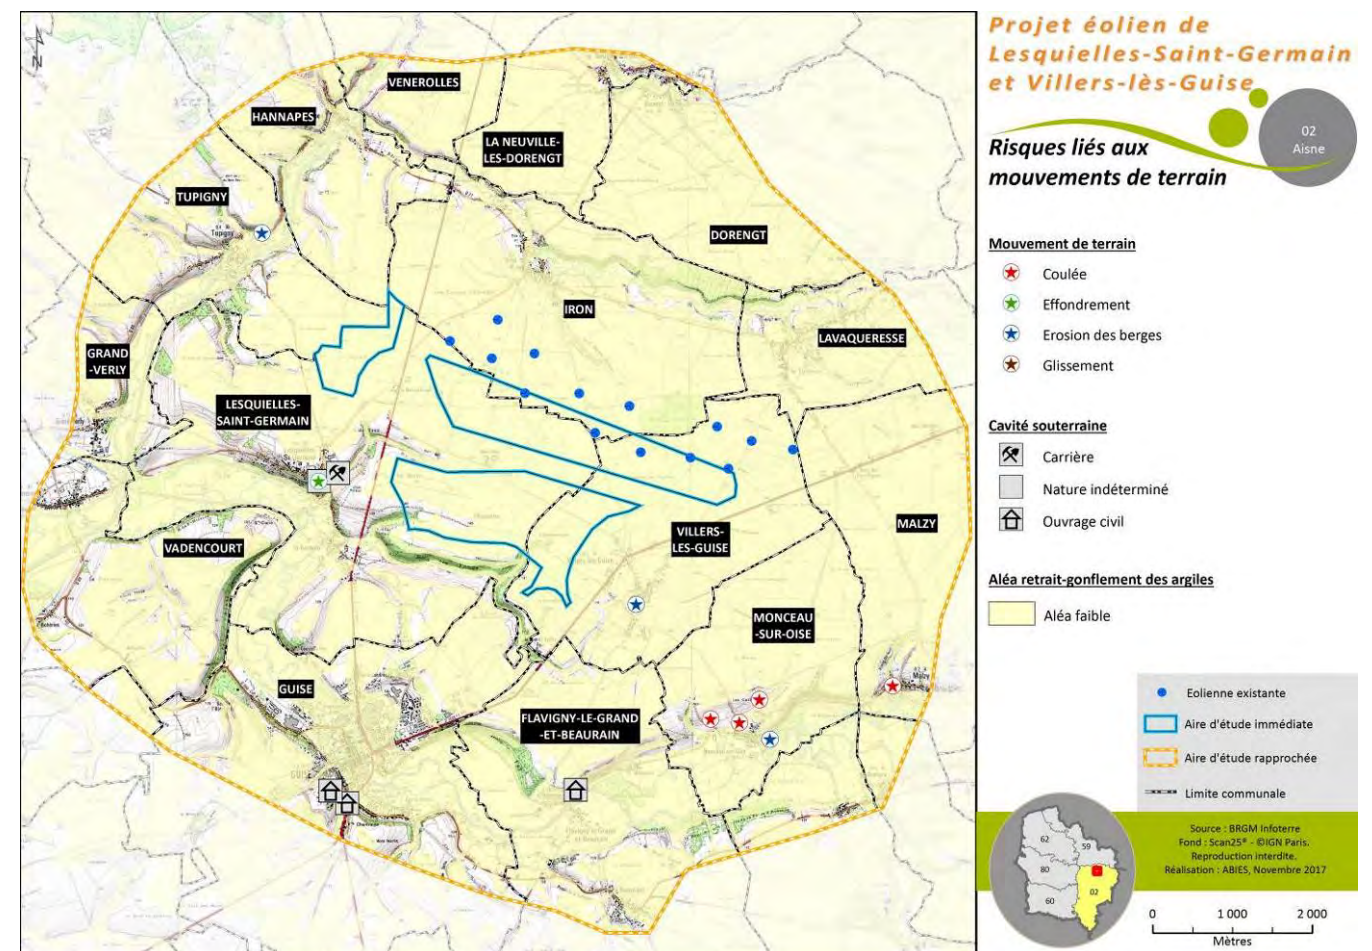 Projet éolien de
Lesquielles-Saint-Germain
et Villers-lès-Guise
02
Aisne
Risques liés aux
mouvements de terrain
Mouvement de terrain
Coulée
Effondrement
Erosion des berges
Glissement
Cavité souterraine
Carrière
Nature indéterminé
Ouvrage civil
Aléa retrait-gonflement des argiles
Aléa faible
Eolienne existante
Aire d'étude immédiate
Aire d'étude rapprochée
Limite communale
Source : BRGM Infoterre
Fond : Scan25® - ©IGN Paris.
Reproduction interdite.
Réalisation : ABIES, Novembre 2017
62
59
80
02
60
0
1 000
2 000
Mètres
N
VENEROLLES
HANNAPES
LA NEUVILLE-
LES-DORENGT
TUPIGNY
Tupigny
DORENGT
IRON
LAVAQUERESSE
GRAND
-VERLY
LESQUIELLES-
SAINT-GERMAIN
MALZY
VILLERS-
LES-GUISE
VADENCOURT
MONCEAU
-SUR-OISE
Malzy
GUISE
FLAVIGNY-LE-GRAND
-ET-BEAURAIN
GUISE